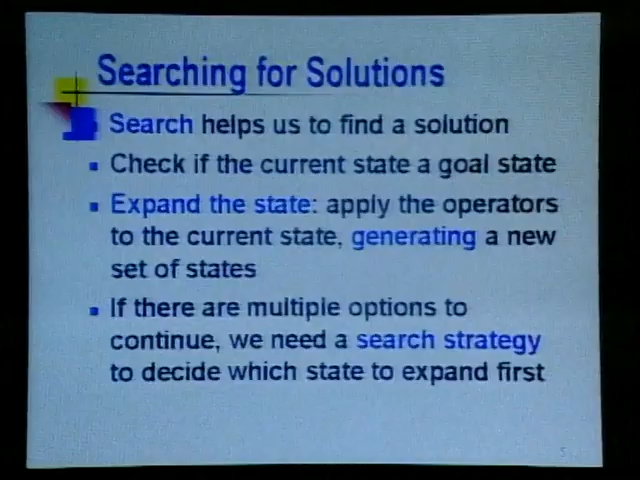 Searching for Solutions
Search helps us to find a solution
Check if the current state a goal state
Expand the state: apply the operators
to the current state, generating a new
set of states
If there are multiple options to
continue, we need a search strategy
to decide which state to expand first
5